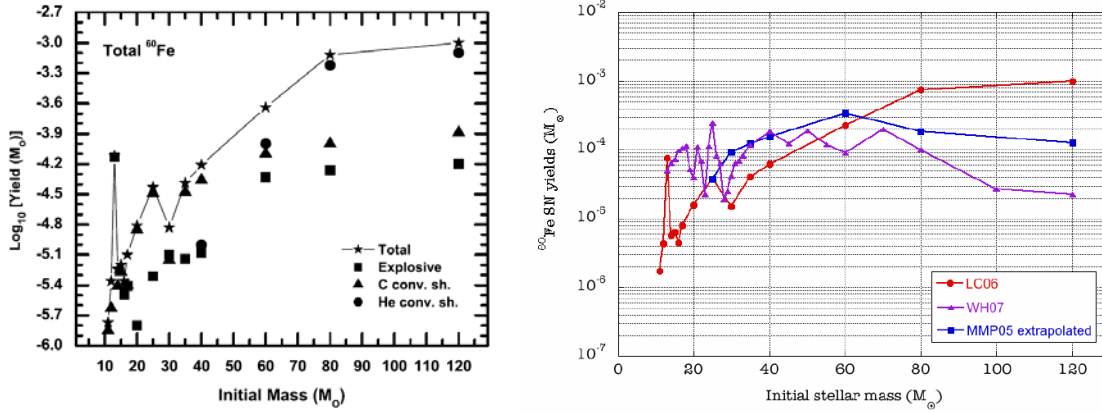 Total ⁶⁰Fe
Log₁₀ [Yield (M_O)]
-3.0
-3.3
-3.6
-3.9
-4.2
-4.5
-4.8
-5.1
-5.4
-5.7
-6.0
Total
Explosive
C conv. sh.
He conv. sh.
10 20 30 40 50 60 70 80 90 100 110 120
Initial Mass (M_O)
⁶⁰Fe SN yields (M_⊙)
10⁻²
10⁻³
10⁻⁴
10⁻⁵
10⁻⁶
10⁻⁷
LC06
WH07
MMP05 extrapolated
0 20 40 60 80 100 120
Initial stellar mass (M_⊙)